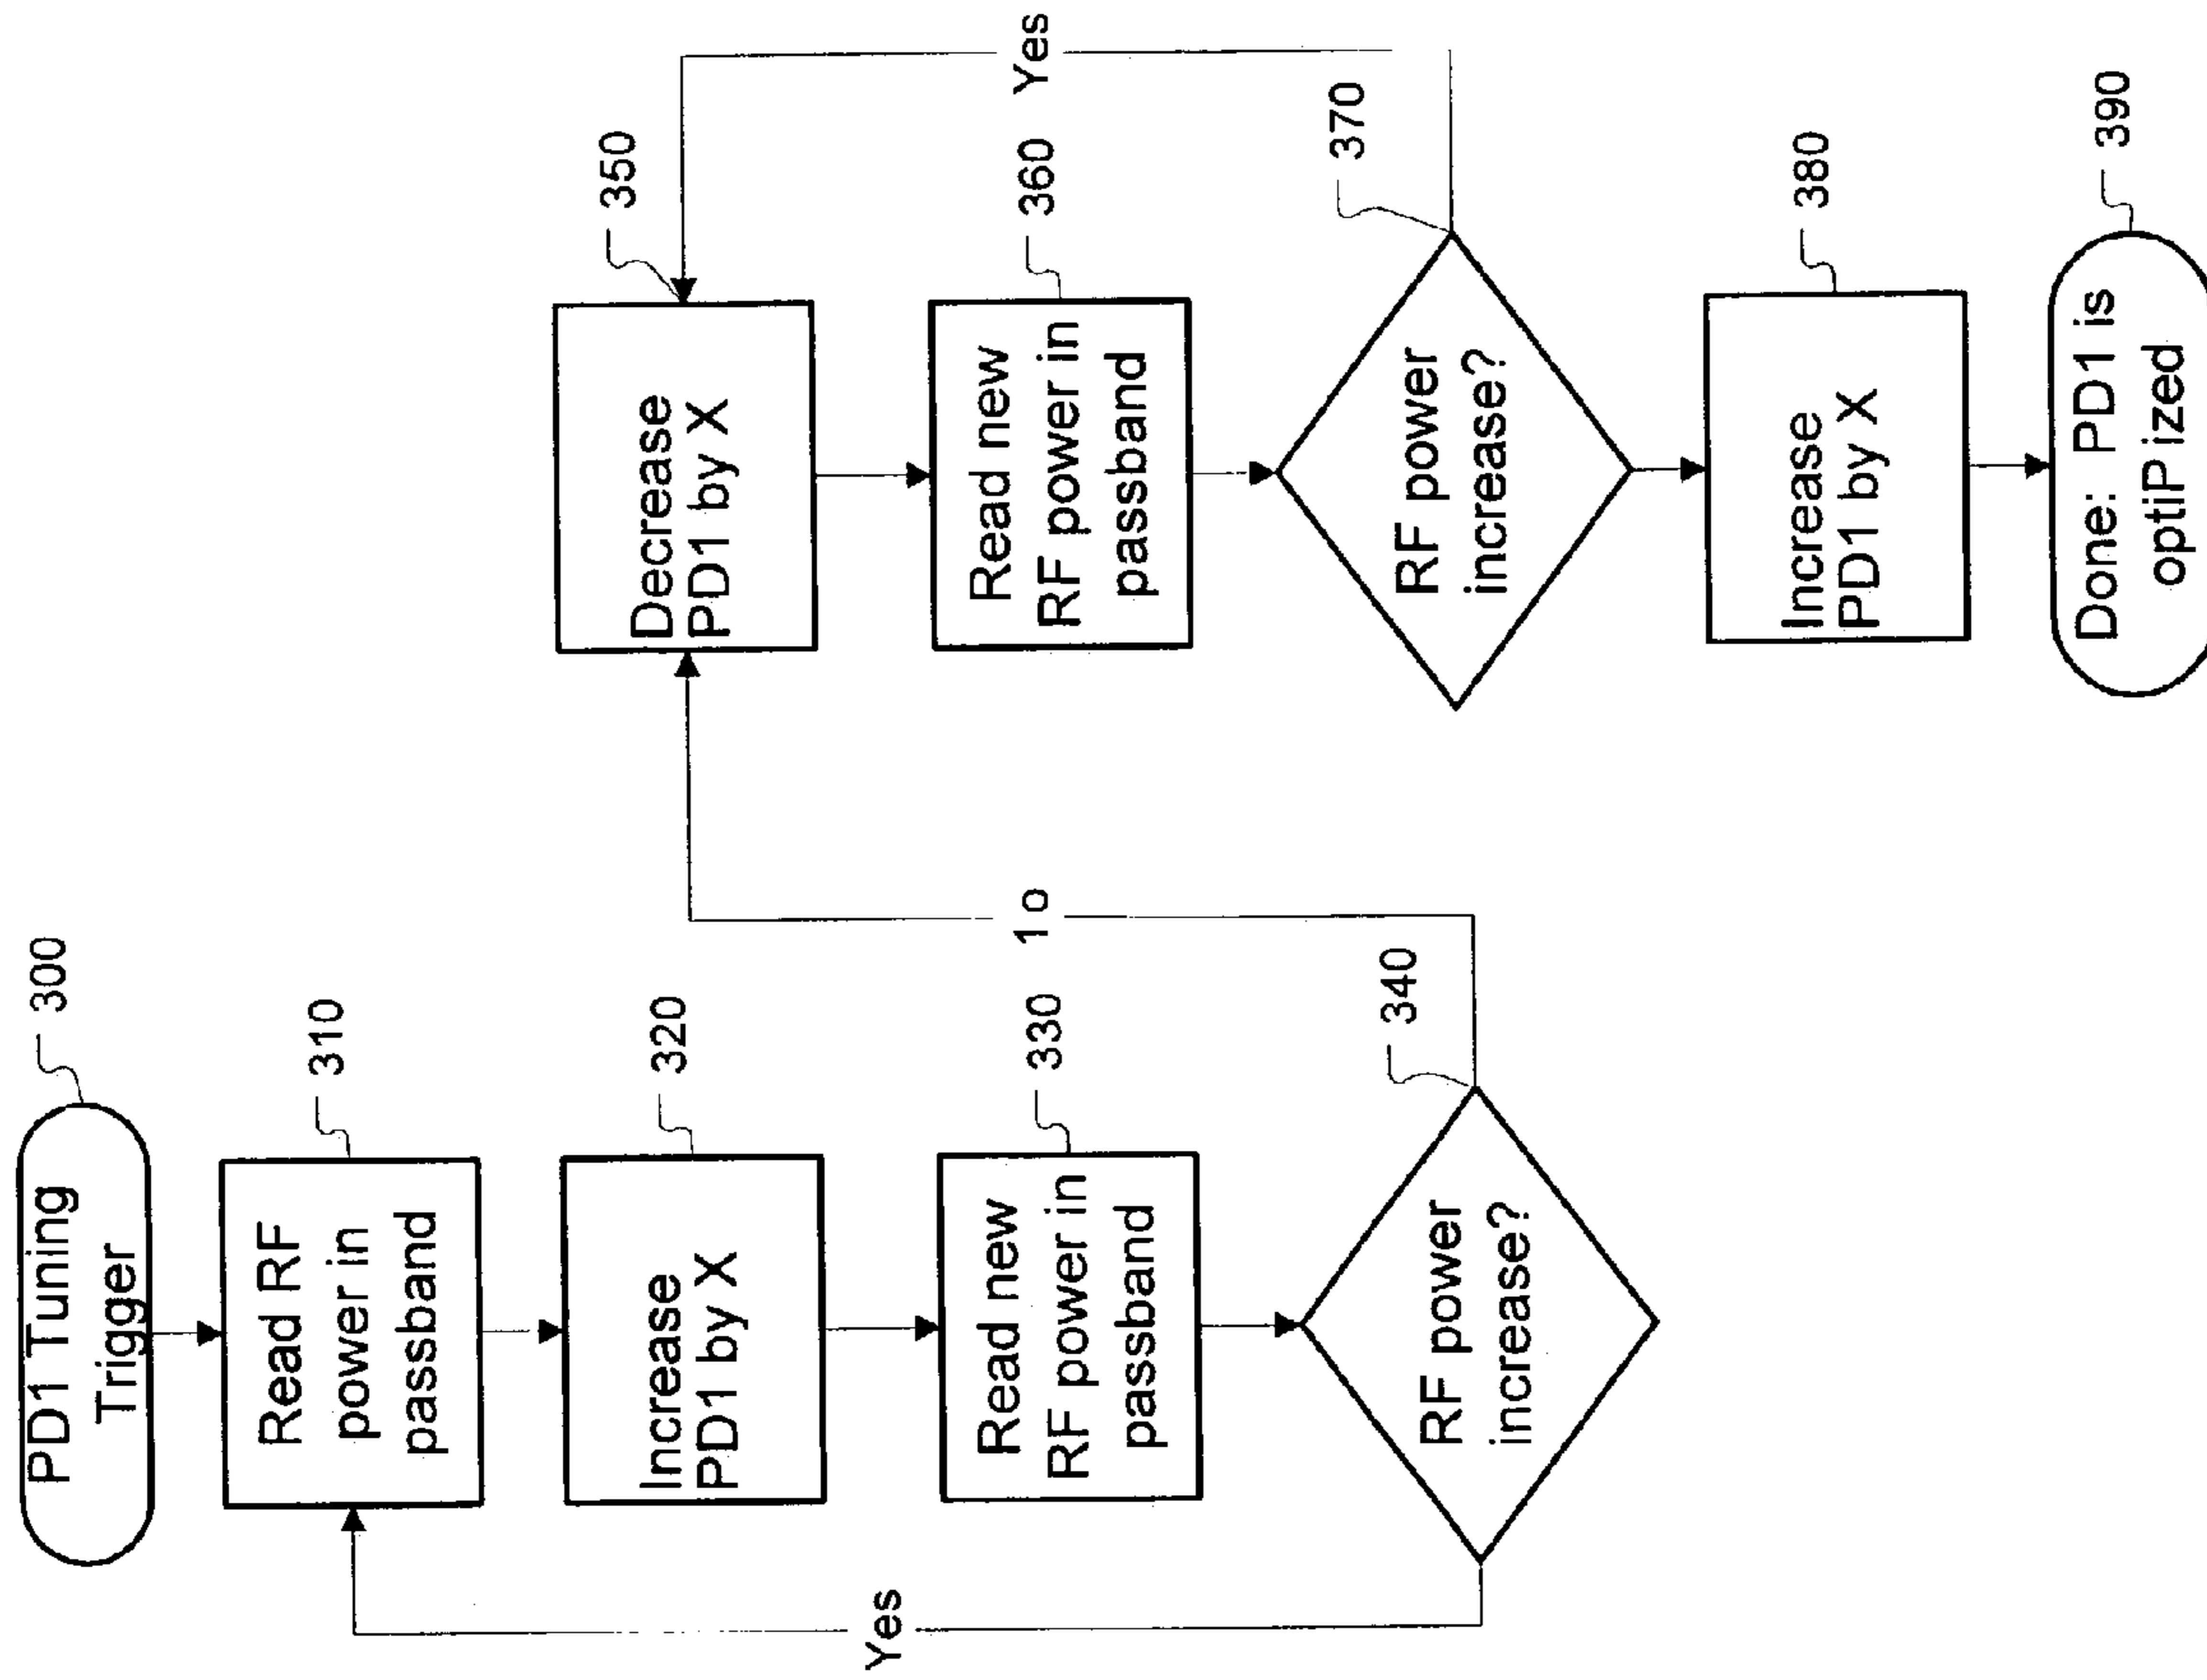 PD1 Tuning
Trigger
300
Read RF
power in
passband
310
Increase
PD1 by X
320
Read new
RF power in
passband
330
RF power
increase?
340
Yes
1o
Decrease
PD1 by X
350
Read new
RF power in
passband
360
Yes
RF power
increase?
370
Increase
PD1 by X
380
Done: PD1 is
optiP ized
390